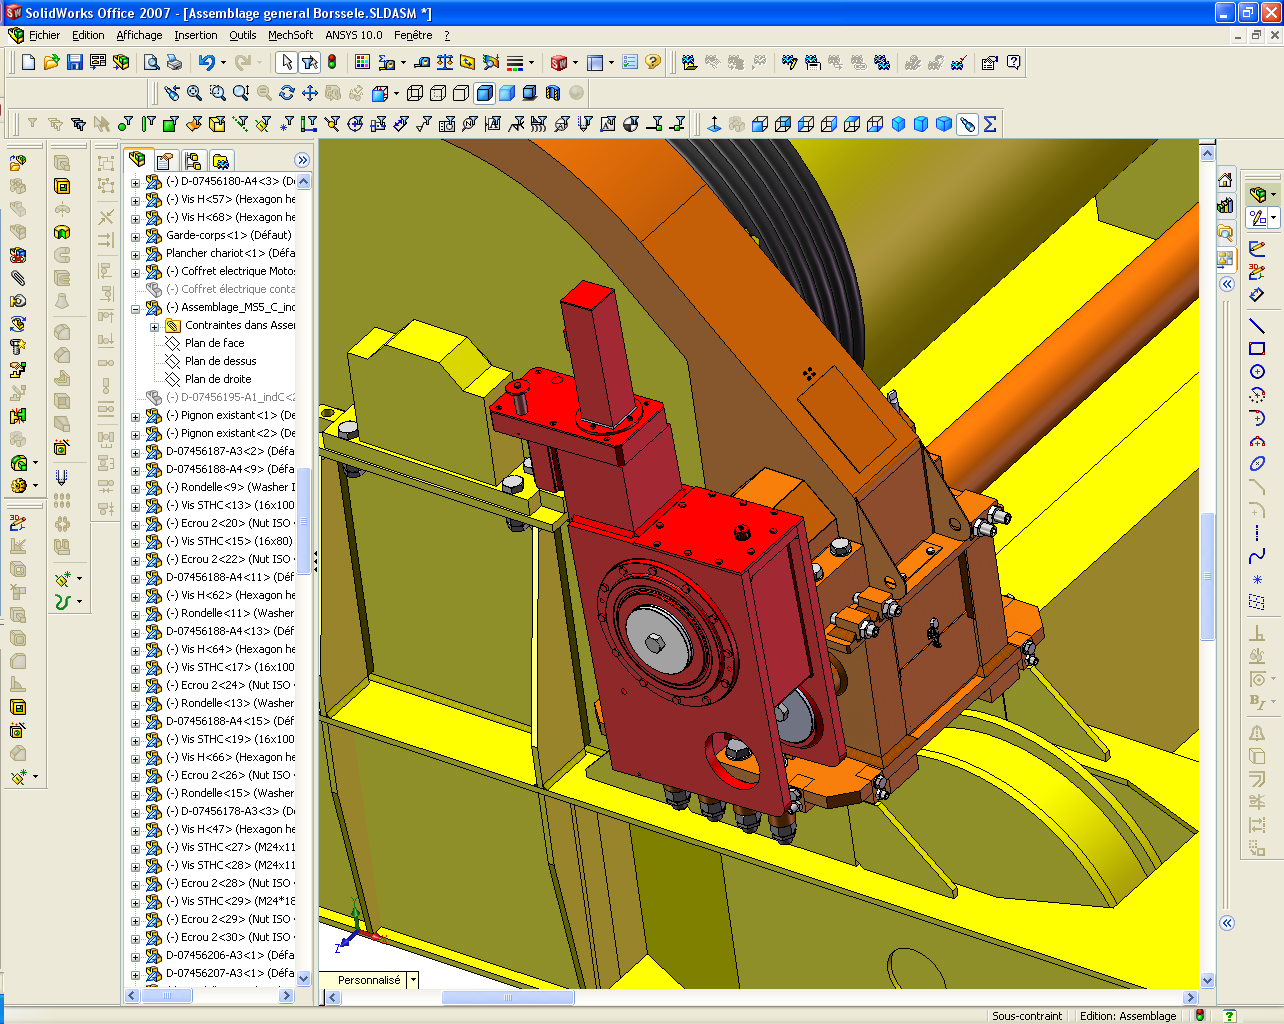 SolidWorks Office 2007 - [Assemblage general Borssele.SLDASM *]
Fichier Edition Affichage Insertion Outils MechSoft ANSYS 10.0 Fenêtre ?
(-) D-07456180-A4<3> (De
(-) Vis H<57> (Hexagon he
(-) Vis H<68> (Hexagon he
Garde-corps<1> (Défaut)
Plancher chariot<1> (Défa
(-) Coffret electrique Motos
(-) Coffret électrique conta
(-) Assemblage_MS5_C_ind
Contraintes dans Asser
Plan de face
Plan de dessus
Plan de droite
(-) D-07456195-A1_indC<2
(-) Pignon existant<1> (De
(-) Pignon existant<2> (De
D-07456187-A3<2> (Défa
D-07456188-A4<9> (Défa
(-) Rondelle<9> (Washer I
(-) Vis STHC<13> (16x100
(-) Ecrou 2<20> (Nut ISO
(-) Vis STHC<15> (16x80)
(-) Ecrou 2<22> (Nut ISO
D-07456188-A4<11> (Déf
(-) Vis H<62> (Hexagon he
(-) Rondelle<11> (Washer
D-07456188-A4<13> (Déf
(-) Vis H<64> (Hexagon he
(-) Vis STHC<17> (16x100
(-) Ecrou 2<24> (Nut ISO
(-) Rondelle<13> (Washer
D-07456188-A4<15> (Déf
(-) Vis STHC<19> (16x100
(-) Vis H<66> (Hexagon he
(-) Ecrou 2<26> (Nut ISO
(-) Rondelle<15> (Washer
(-) D-07456178-A3<3> (D
(-) Vis H<47> (Hexagon he
(-) Vis STHC<27> (M24x11
(-) Vis STHC<28> (M24x11
(-) Ecrou 2<28> (Nut ISO
(-) Vis STHC<29> (M24*18
(-) Ecrou 2<29> (Nut ISO
(-) Ecrou 2<30> (Nut ISO
D-07456206-A3<1> (Défa
D-07456207-A3<1> (Défa
Personnalisé
Sous-contraint Edition: Assemblage